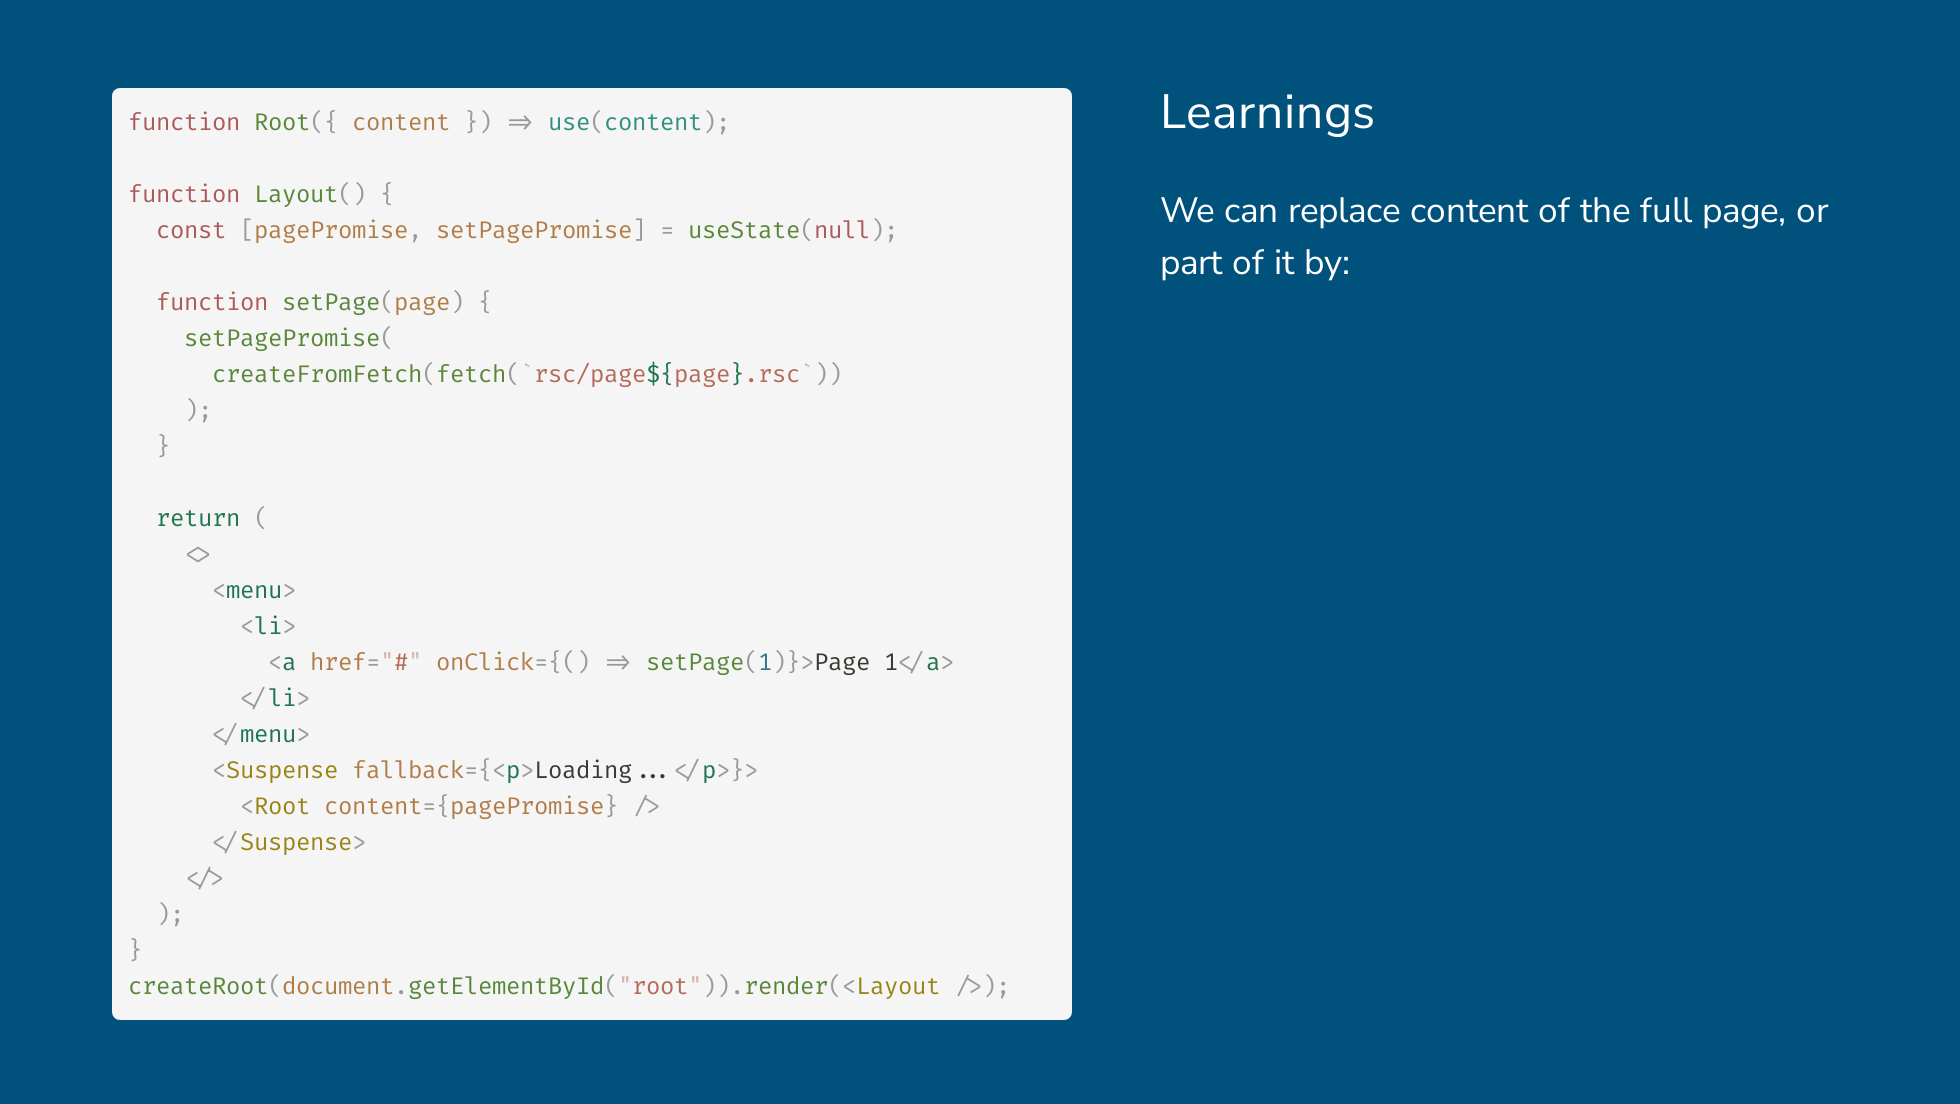 function Root({ content }) => use(content);
function Layout() {
  const [pagePromise, setPagePromise] = useState(null);
  function setPage(page) {
    setPagePromise(
      createFromFetch(fetch(`rsc/page${page}.rsc`))
    );
  }
  return (
    <>
      <menu>
        <li>
          <a href="#" onClick={() => setPage(1)}>Page 1</a>
        </li>
      </menu>
      <Suspense fallback={<p>Loading...</p>}>
        <Root content={pagePromise} />
      </Suspense>
    </>
  );
}
createRoot(document.getElementById("root")).render(<Layout />);
Learnings
We can replace content of the full page, or
part of it by: